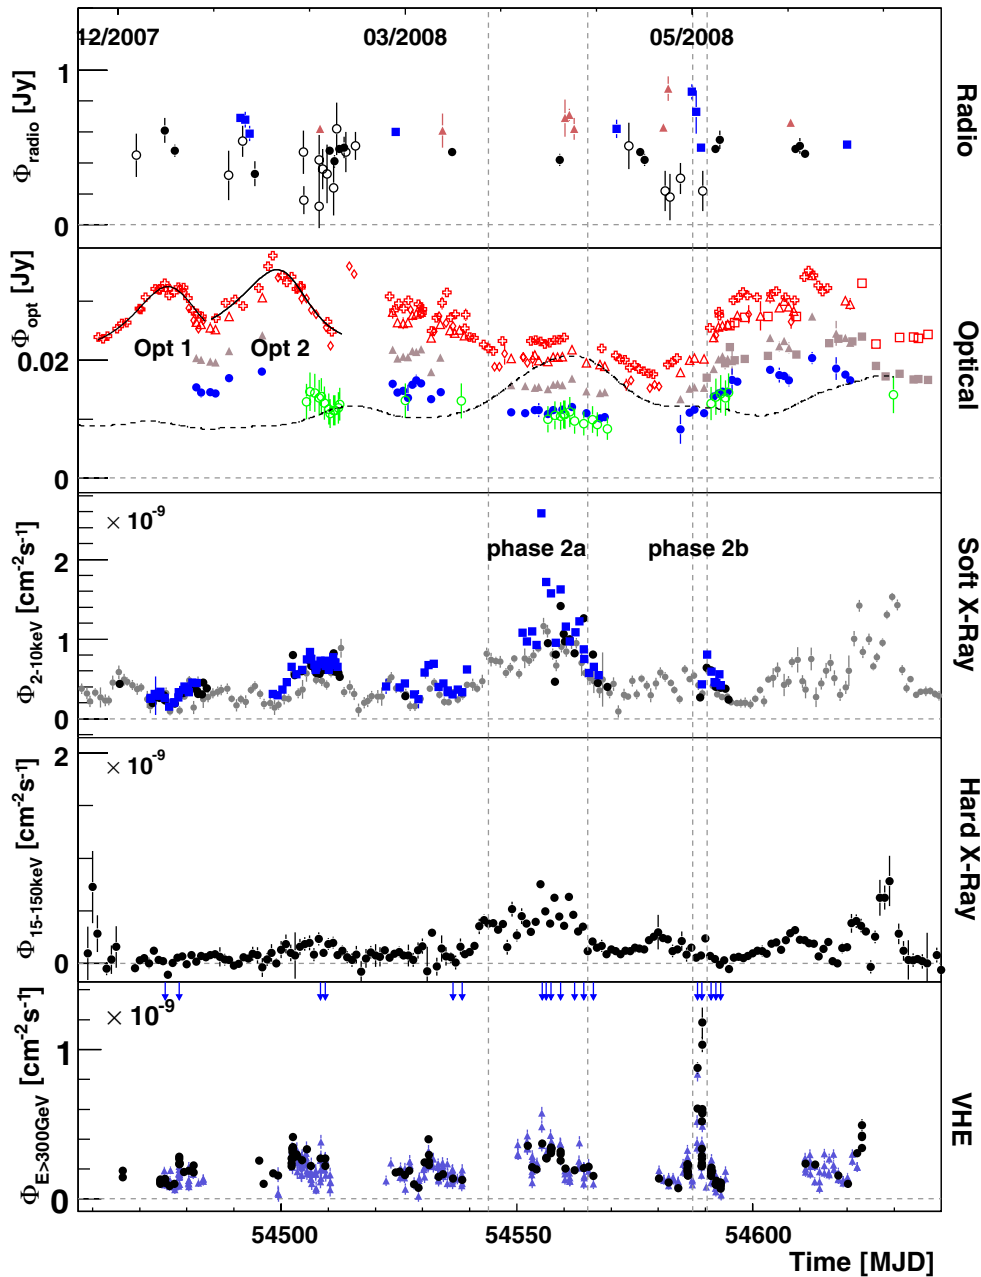 12/2007 03/2008 05/2008
1
0
Φradio [Jy]
Radio
0.02
0
Φopt [Jy]
Opt 1 Opt 2
Optical
× 10⁻⁹
2
1
0
Φ2-10keV [cm⁻²s⁻¹]
phase 2a phase 2b
Soft X-Ray
2
× 10⁻⁹
0
Φ15-150keV [cm⁻²s⁻¹]
Hard X-Ray
× 10⁻⁹
1
0
ΦE>300GeV [cm⁻²s⁻¹]
VHE
54500 54550 54600
Time [MJD]